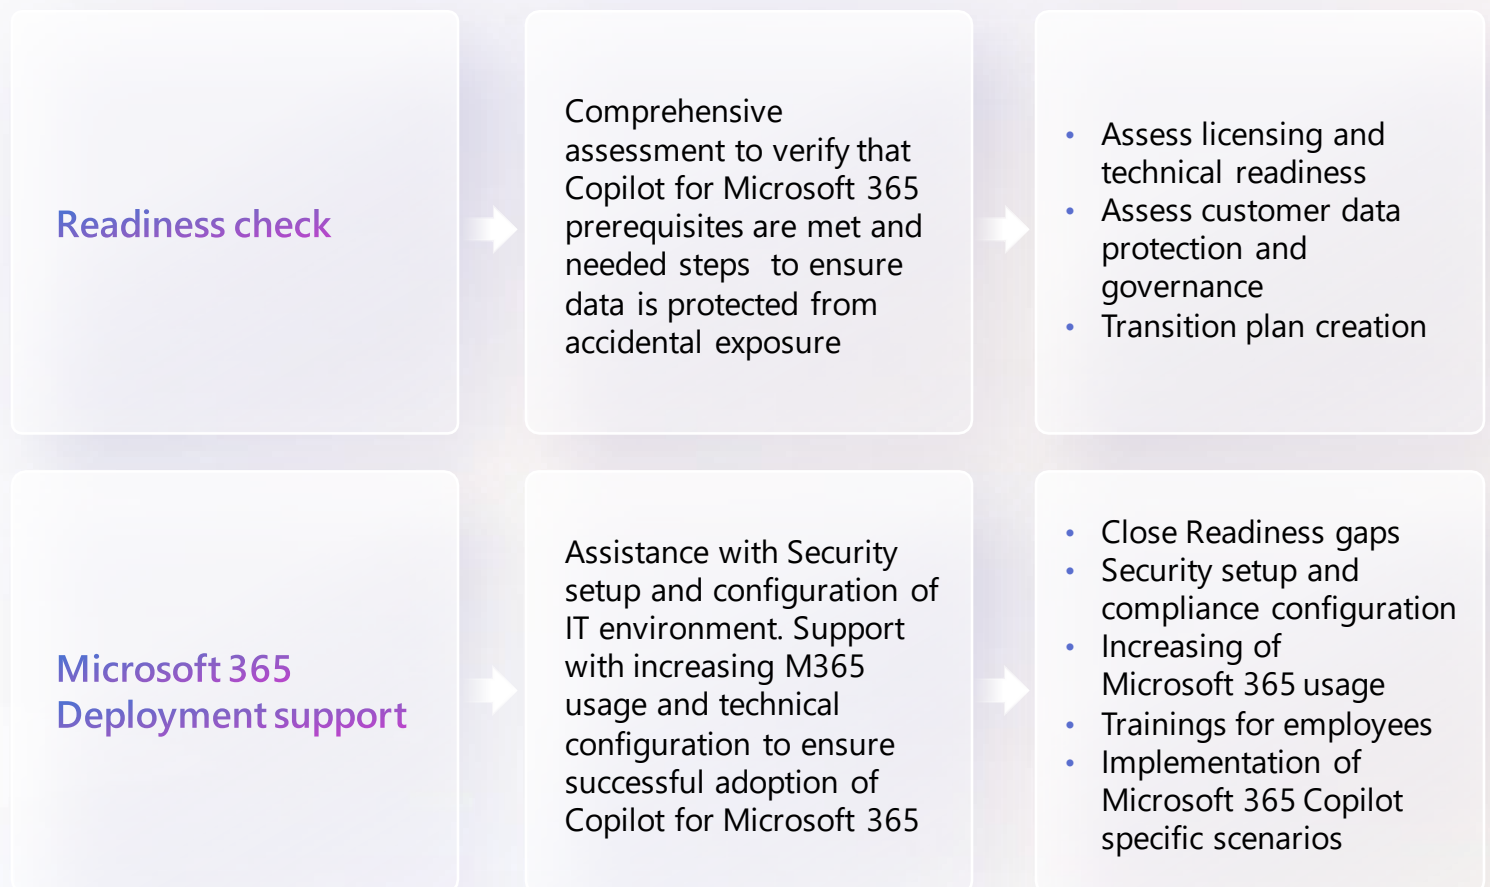 Readiness check
Comprehensive
assessment to verify that
Copilot for Microsoft 365
prerequisites are met and
needed steps to ensure
data is protected from
accidental exposure
• Assess licensing and
technical readiness
• Assess customer data
protection and
governance
• Transition plan creation
Microsoft 365
Deployment support
Assistance with Security
setup and configuration of
IT environment. Support
with increasing M365
usage and technical
configuration to ensure
successful adoption of
Copilot for Microsoft 365
• Close Readiness gaps
• Security setup and
compliance configuration
• Increasing of
Microsoft 365 usage
• Trainings for employees
• Implementation of
Microsoft 365 Copilot
specific scenarios